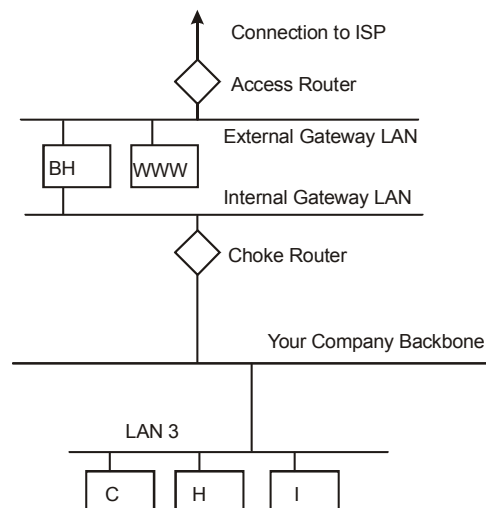 Connection to ISP
Access Router
External Gateway LAN
BH
WWW
Internal Gateway LAN
Choke Router
Your Company Backbone
LAN 3
C
H
I